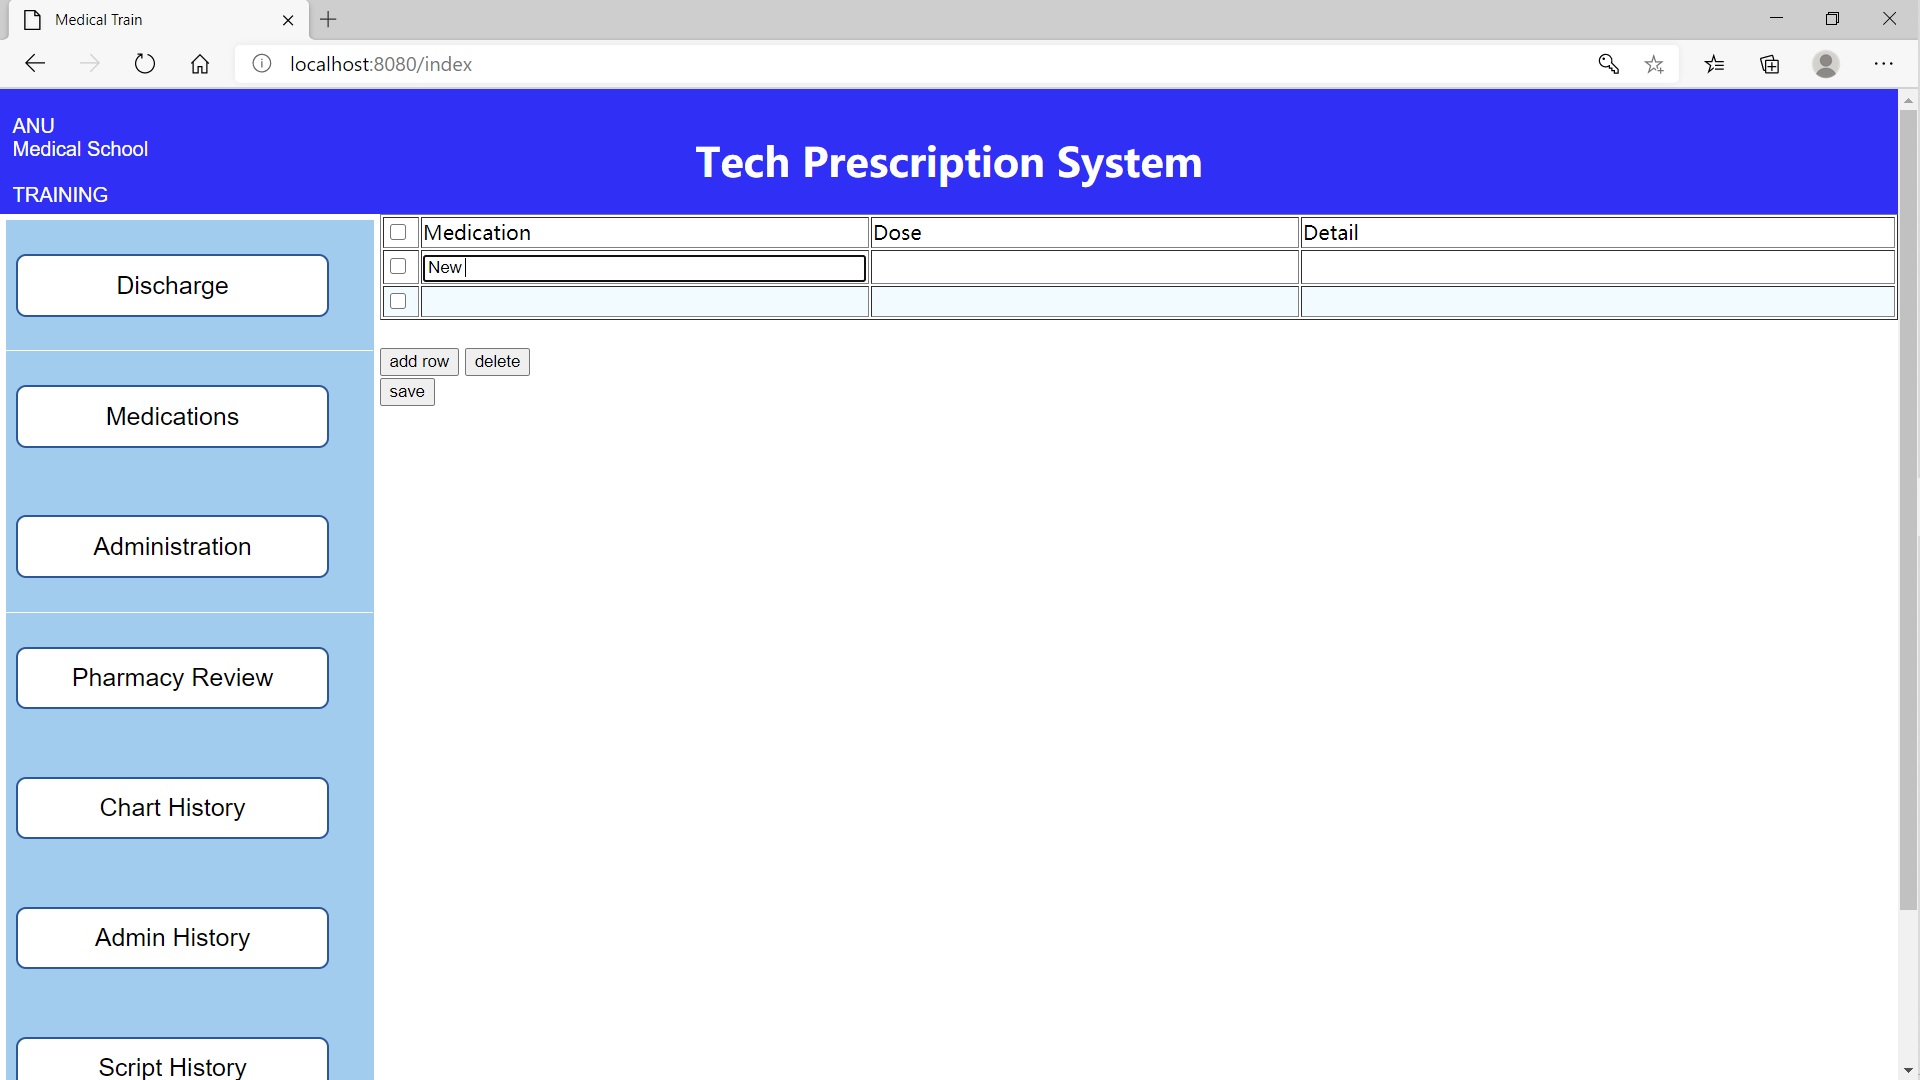 Medical Train
localhost:8080/index
ANU
Medical School
TRAINING
Tech Prescription System
Medication Dose Detail
New
add row delete
save
Discharge
Medications
Administration
Pharmacy Review
Chart History
Admin History
Script History